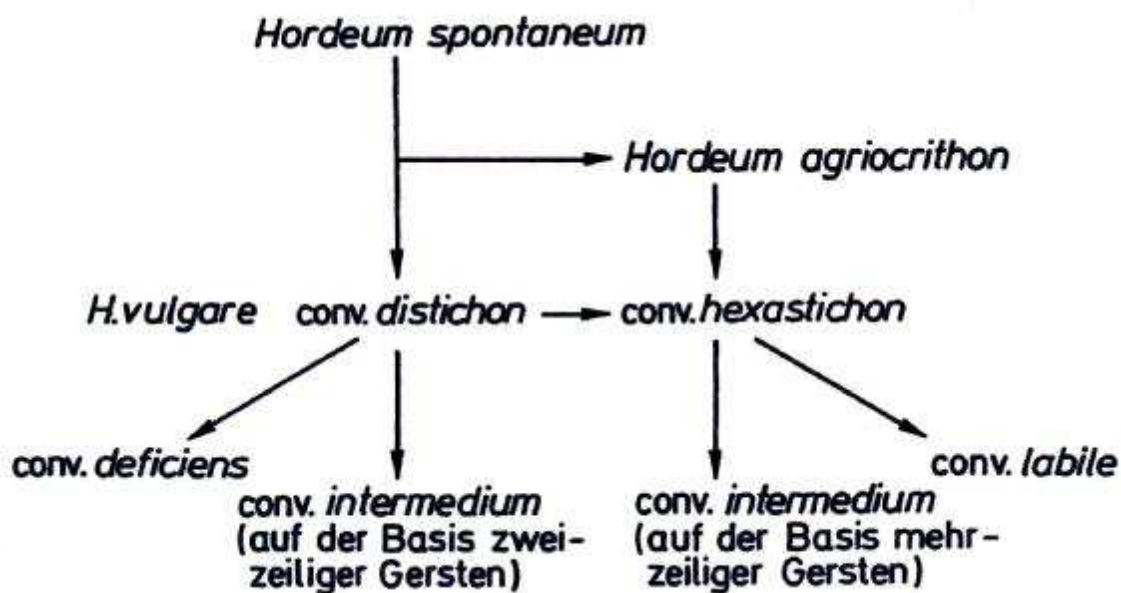 Hordeum spontaneum
Hordeum agriocrithon
H.vulgare conv. distichon conv. hexastichon
conv. deficiens
conv. labile
conv. intermedium
(auf der Basis zwei-
zeiliger Gersten)
conv. intermedium
(auf der Basis mehr-
zeiliger Gersten)